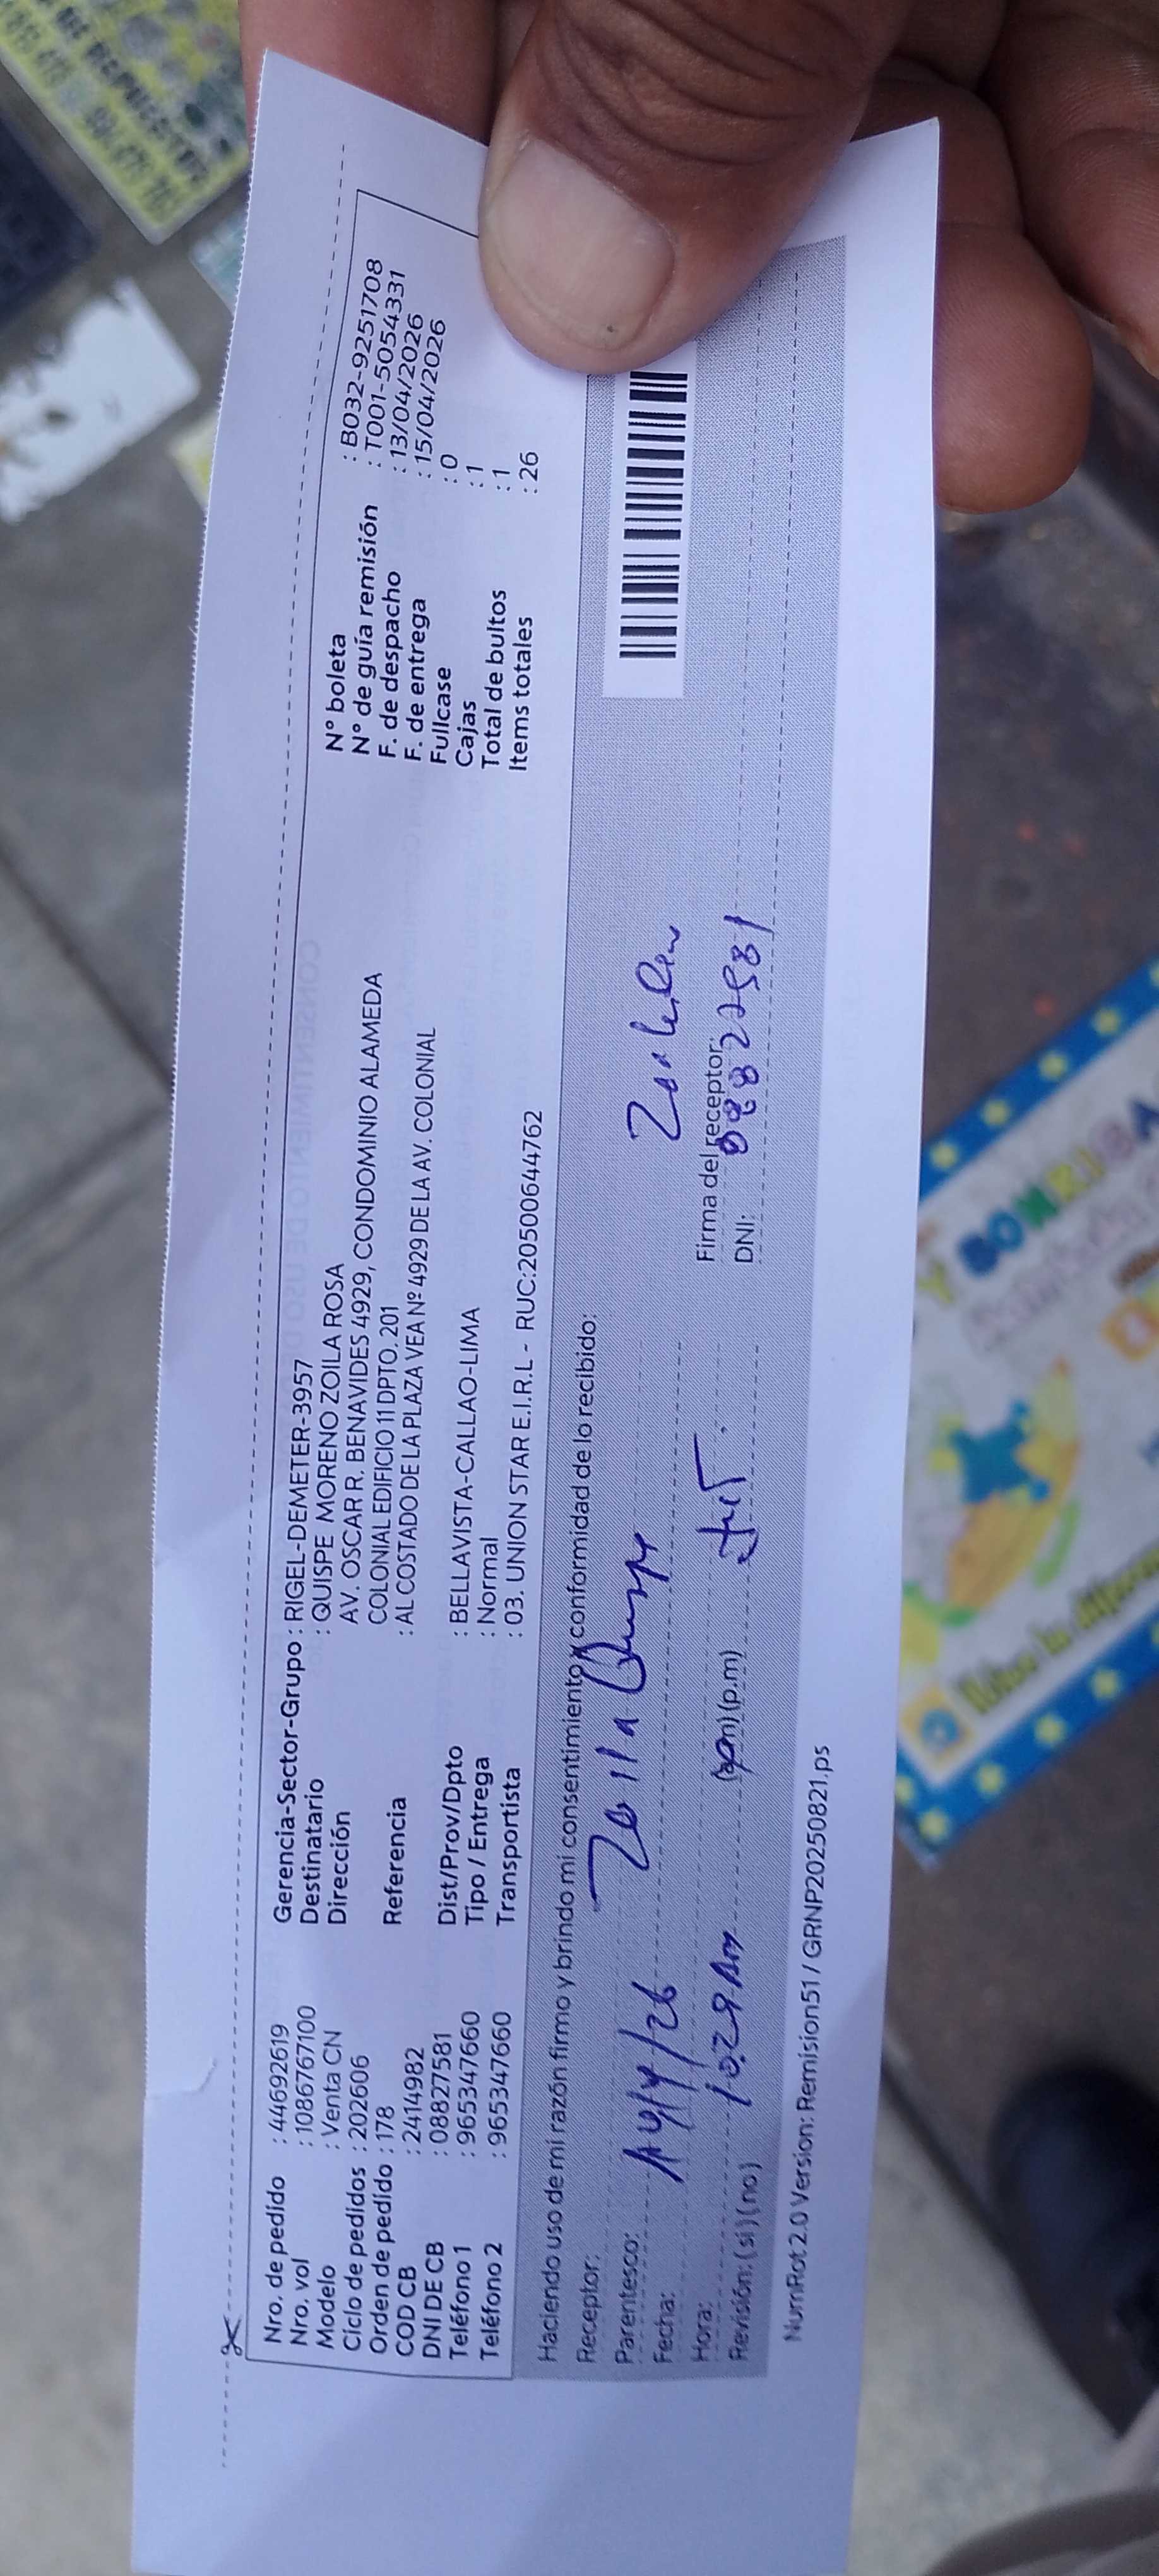 Nro. de pedido : 44692619
Nro. vol : 1086767100
Modelo : Venta CN
Ciclo de pedidos : 202606
Orden de pedido : 178
COD CB : 2414982
DNI DE CB : 08827581
Teléfono 1 : 965347660
Teléfono 2 : 965347660
Gerencia-Sector-Grupo : RIGEL-DEMETER-3957
Destinatario : QUISPE MORENO ZOILA ROSA
Dirección AV. OSCAR R. BENAVIDES 4929, CONDOMINIO ALAMEDA
COLONIAL EDIFICIO 11 DPTO. 201
Referencia : AL COSTADO DE LA PLAZA VEA Nº 4929 DE LA AV. COLONIAL
Dist/Prov/Dpto : BELLAVISTA-CALLAO-LIMA
Tipo / Entrega : Normal
Transportista : 03. UNION STAR E.I.R.L - RUC:20500644762
Nº boleta : B032-9251708
Nº de guía remisión : T001-5054331
F. de despacho : 13/04/2026
F. de entrega : 15/04/2026
Fullcase : 0
Cajas : 1
Total de bultos : 1
Items totales : 26
Haciendo uso de mi razón firmo y brindo mi consentimiento y conformidad de lo recibido:
Receptor: Zoila Quispe
Parentesco:
Fecha: 14/4/26
Hora: 10:29 Am (a.m) (p.m)
Revisión: (si) (no)
Firma del receptor:
DNI: 08827581
NumRot 2.0 Version: Remision51 / GRNP20250821.ps
Y SONRISA